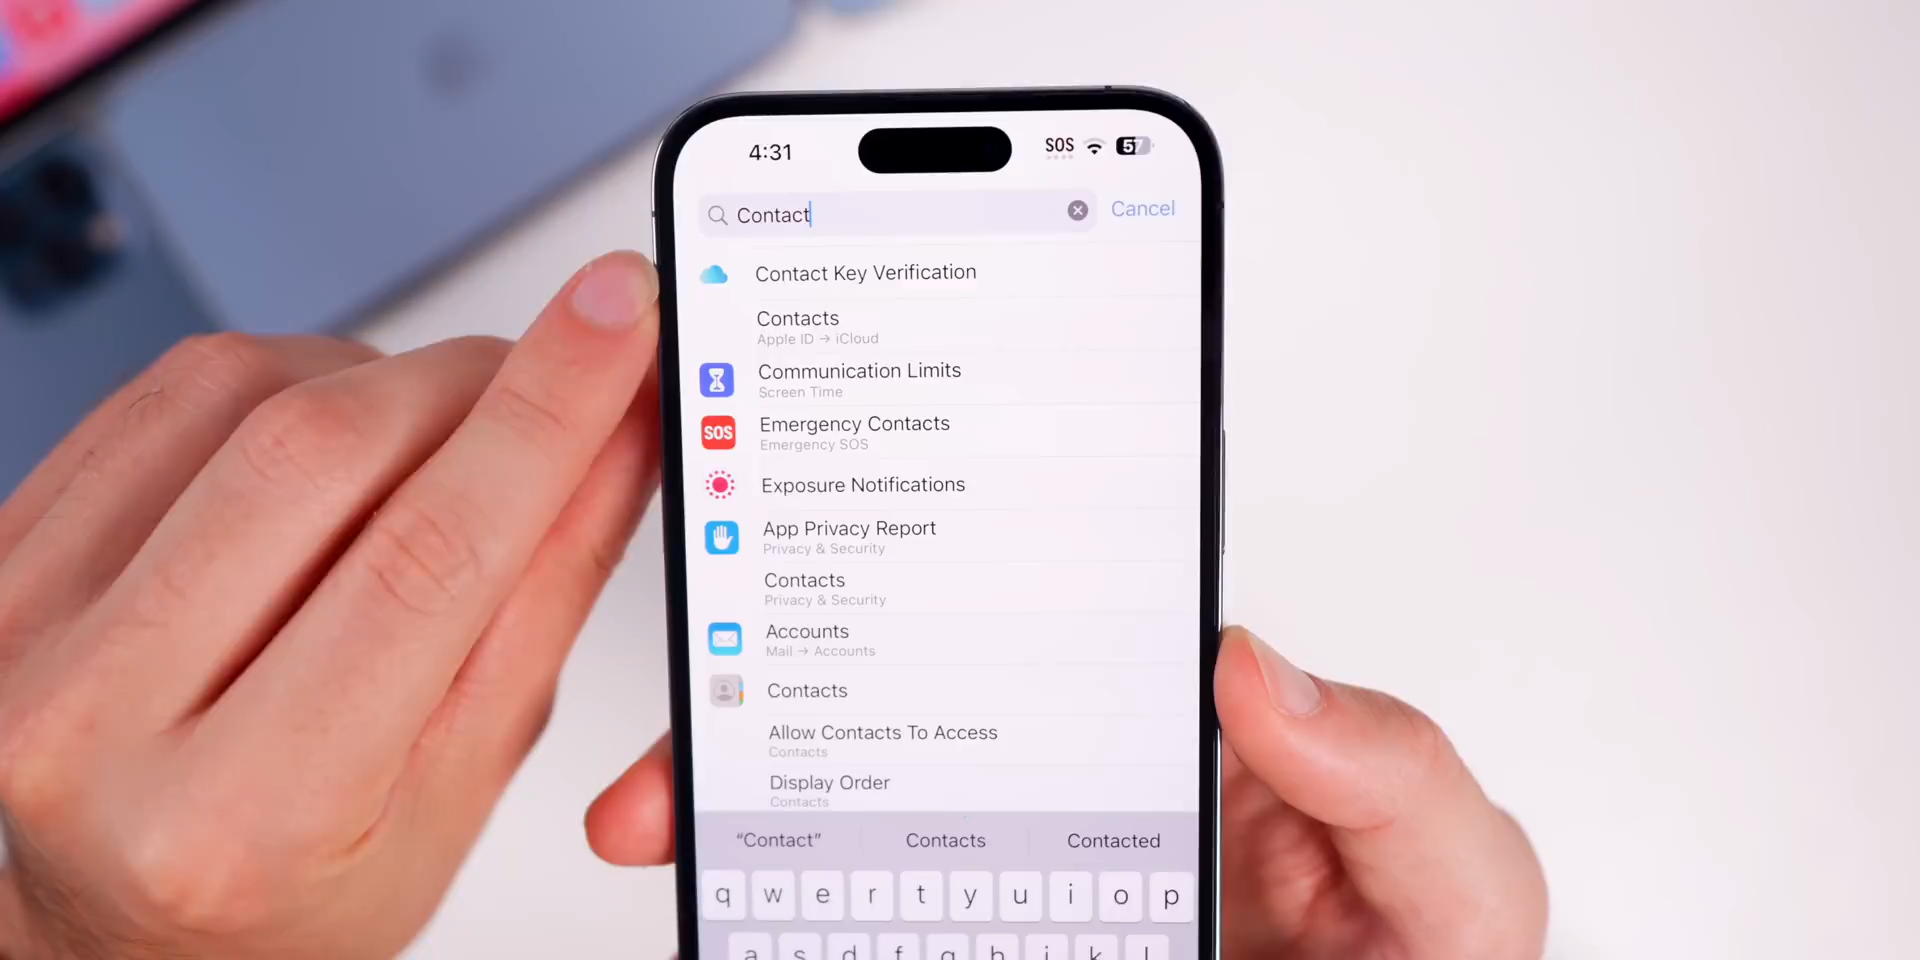 4:31
SOS
57
Contact
Cancel
Contact Key Verification
Contacts
Apple ID → iCloud
Communication Limits
Screen Time
SOS
Emergency Contacts
Emergency SOS
Exposure Notifications
App Privacy Report
Privacy & Security
Contacts
Privacy & Security
Accounts
Mail → Accounts
Contacts
Allow Contacts To Access
Contacts
Display Order
Contacts
“Contact” Contacts Contacted
q w e r t y u i o p
a s d f g h j k l